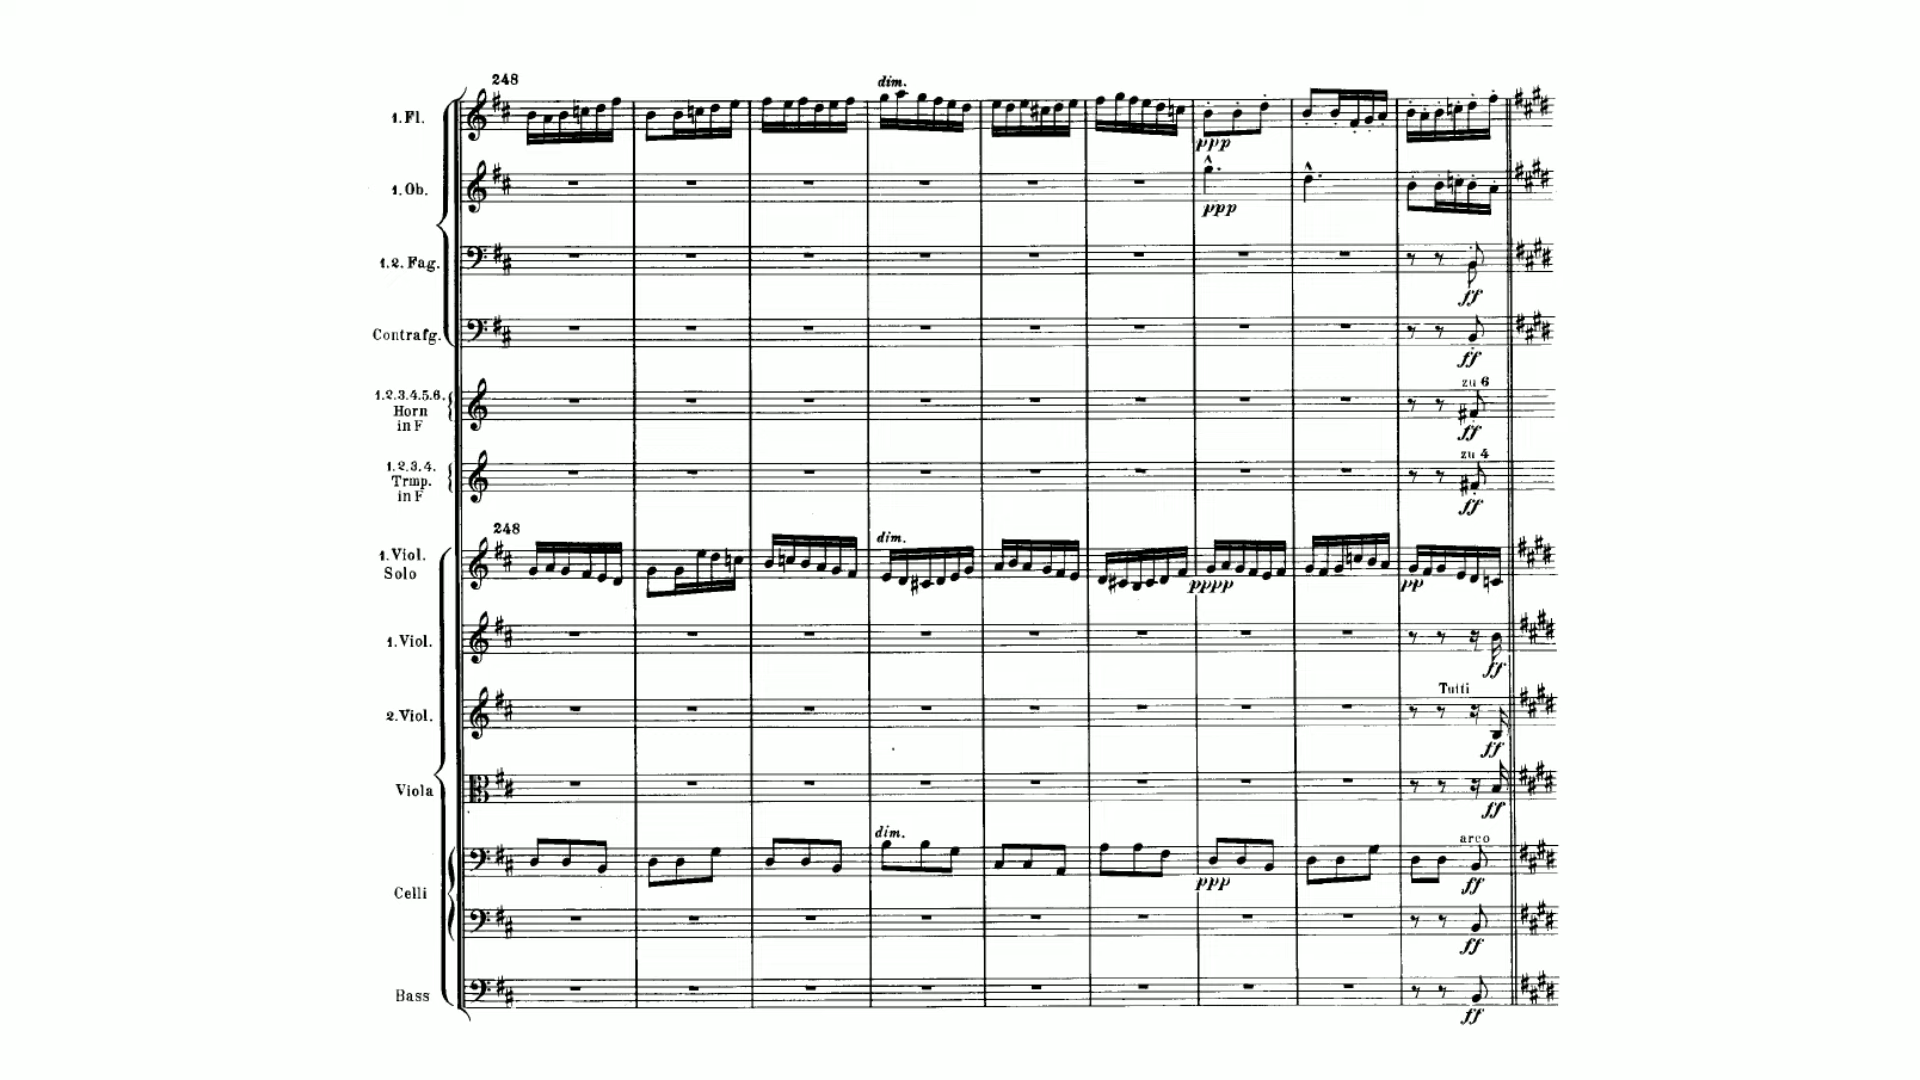 248
dim.
1. Fl.
ppp
1. Ob.
ppp
1.2. Fag.
ff
Contrafg.
ff
zu 6
1.2.3.4.5.6.
Horn
in F
ff
zu 4
1.2.3.4.
Trmp.
in F
ff
248
dim.
1. Viol.
Solo
pppp
pp
1. Viol.
ff
Tutti
2. Viol.
ff
Viola
ff
dim.
arco
ppp
ff
Celli
ff
Bass
ff